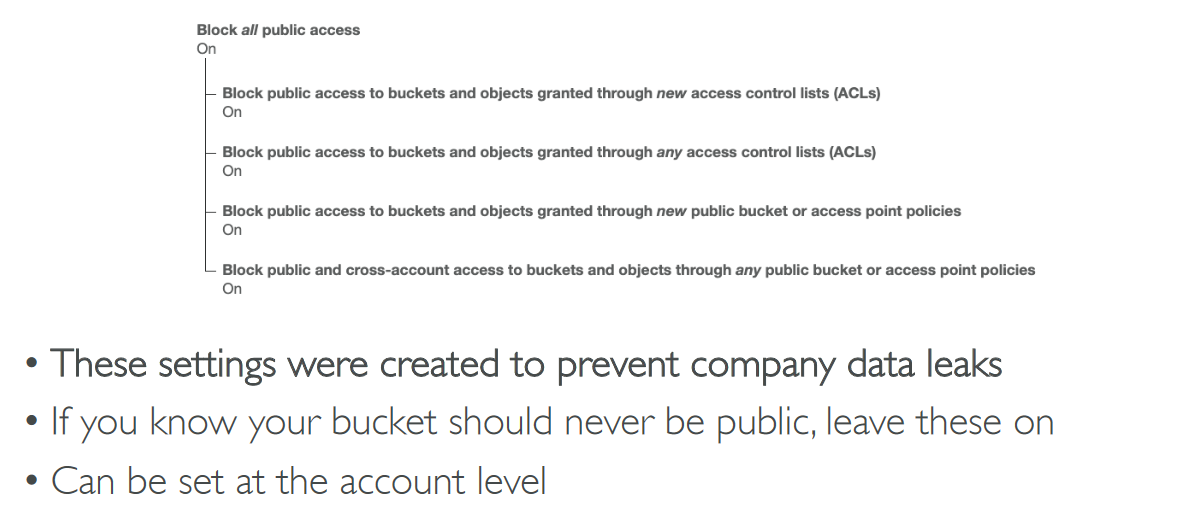 Block all public access
On
Block public access to buckets and objects granted through new access control lists (ACLs)
On
Block public access to buckets and objects granted through any access control lists (ACLs)
On
Block public access to buckets and objects granted through new public bucket or access point policies
On
Block public and cross-account access to buckets and objects through any public bucket or access point policies
On
• These settings were created to prevent company data leaks
• If you know your bucket should never be public, leave these on
• Can be set at the account level